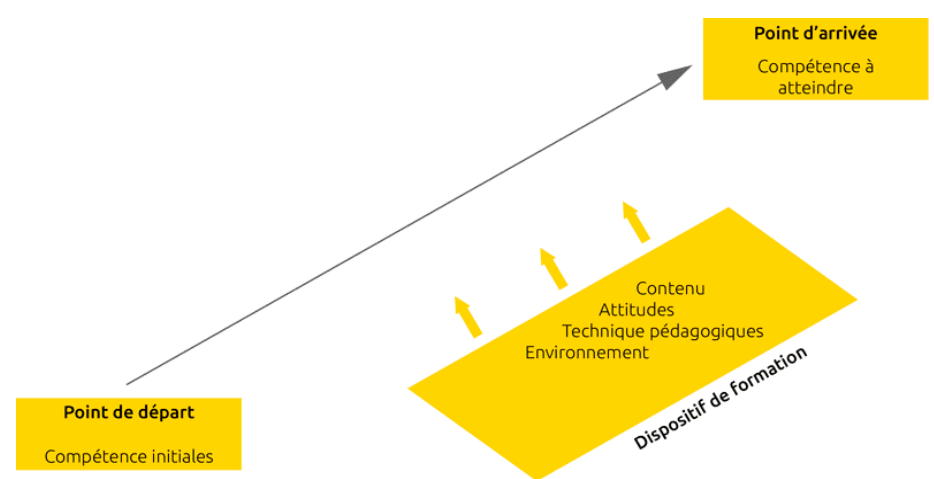 Point d’arrivée
Compétence à
atteindre
Contenu
Attitudes
Technique pédagogiques
Environnement
Dispositif de formation
Point de départ
Compétence initiales